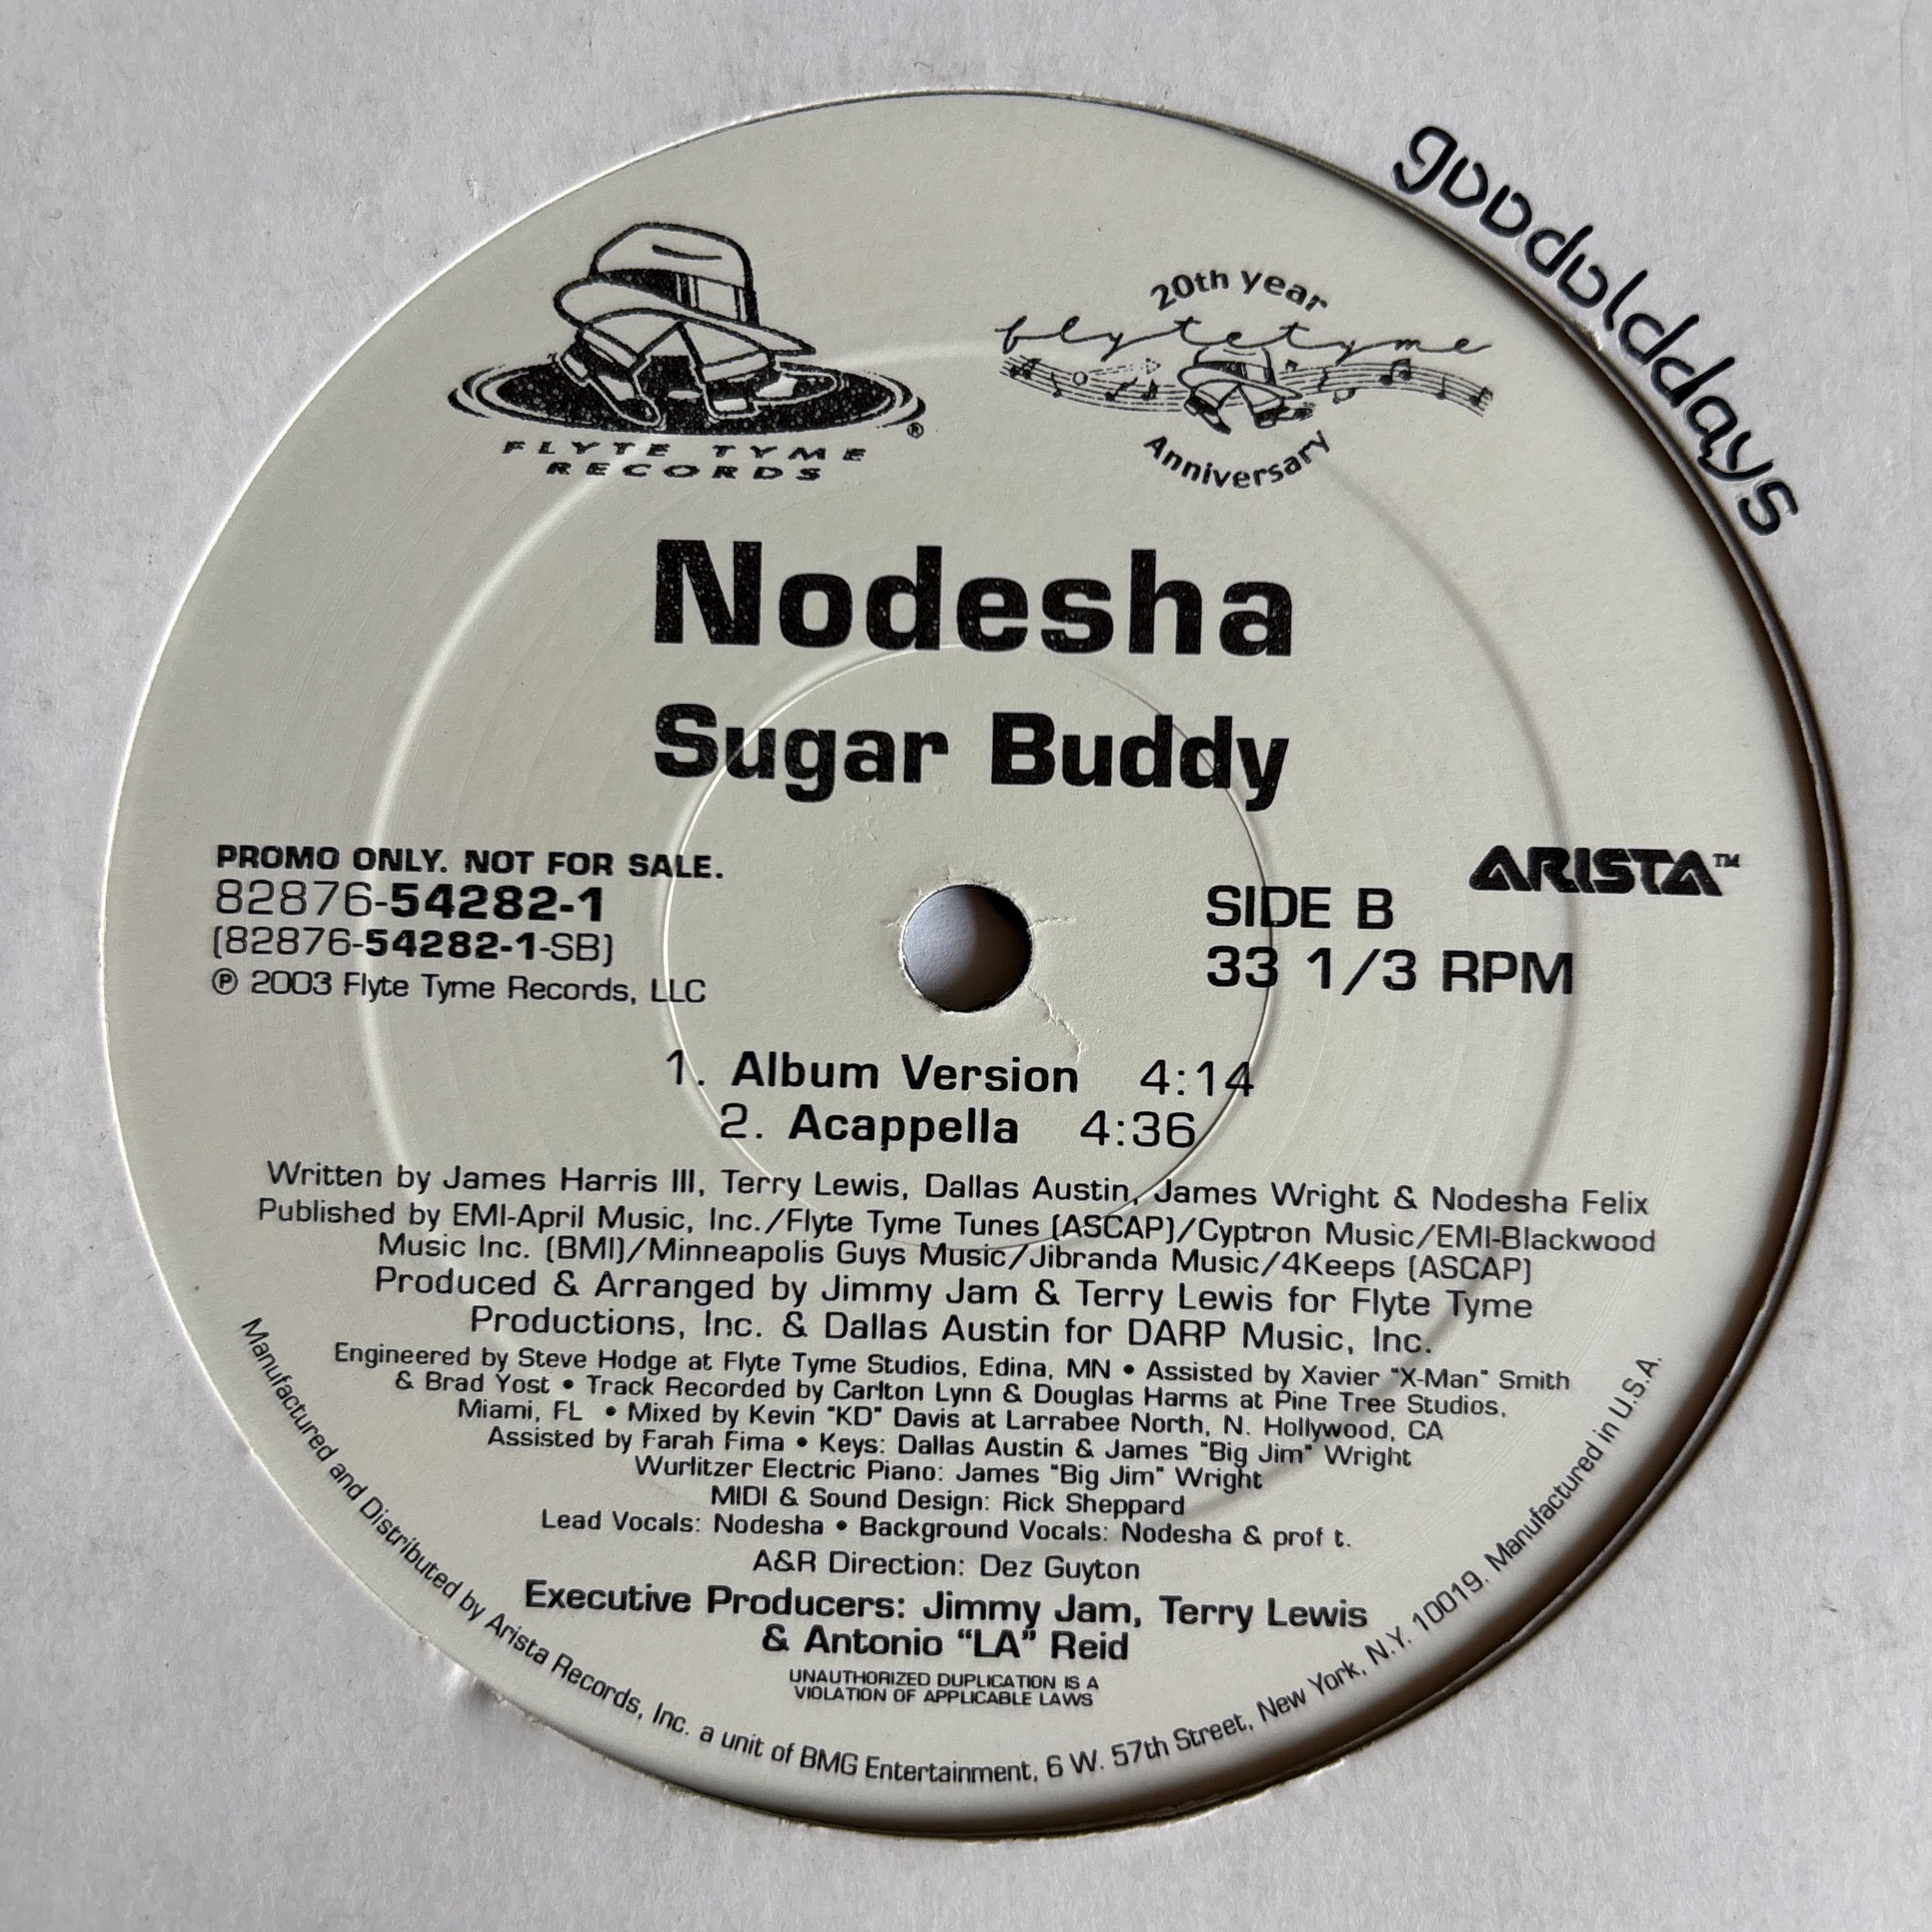 gooddlddays
20th year
flytetyme
Anniversary
FLYTE TYME
RECORDS
®
Nodesha
Sugar Buddy
PROMO ONLY. NOT FOR SALE.
82876-54282-1
(82876-54282-1-SB)
℗ 2003 Flyte Tyme Records, LLC
ARISTA™
SIDE B
33 1/3 RPM
1. Album Version 4:14
2. Acappella 4:36
Written by James Harris III, Terry Lewis, Dallas Austin, James Wright & Nodesha Felix
Published by EMI-April Music, Inc./Flyte Tyme Tunes (ASCAP)/Cyptron Music/EMI-Blackwood
Music Inc. (BMI)/Minneapolis Guys Music/Jibranda Music/4Keeps (ASCAP)
Produced & Arranged by Jimmy Jam & Terry Lewis for Flyte Tyme
Productions, Inc. & Dallas Austin for DARP Music, Inc.
Engineered by Steve Hodge at Flyte Tyme Studios, Edina, MN • Assisted by Xavier "X-Man" Smith
& Brad Yost • Track Recorded by Carlton Lynn & Douglas Harms at Pine Tree Studios,
Miami, FL • Mixed by Kevin "KD" Davis at Larrabee North, N. Hollywood, CA
Assisted by Farah Fima • Keys: Dallas Austin & James "Big Jim" Wright
Wurlitzer Electric Piano: James "Big Jim" Wright
MIDI & Sound Design: Rick Sheppard
Lead Vocals: Nodesha • Background Vocals: Nodesha & prof t.
A&R Direction: Dez Guyton
Executive Producers: Jimmy Jam, Terry Lewis
& Antonio "LA" Reid
UNAUTHORIZED DUPLICATION IS A
VIOLATION OF APPLICABLE LAWS
Manufactured and Distributed by Arista Records, Inc. a unit of BMG Entertainment, 6 W. 57th Street, New York, N.Y. 10019. Manufactured in U.S.A.